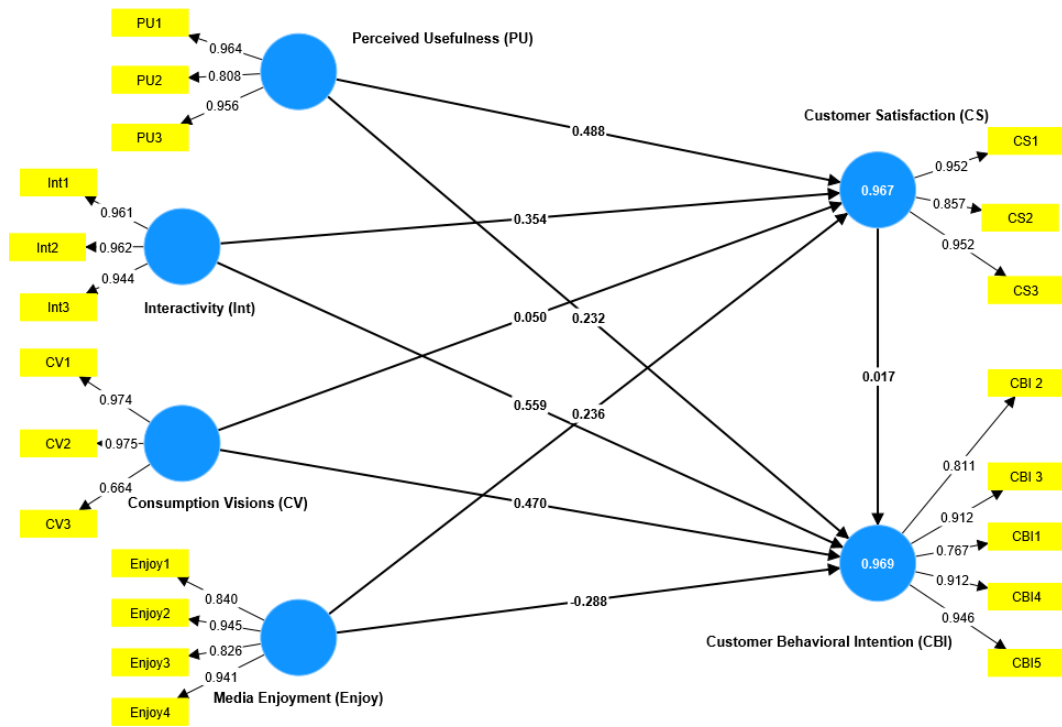 PU1
0.964
PU2
0.808
PU3
0.956
Perceived Usefulness (PU)
Int1
0.961
Int2
0.962
Int3
0.944
Interactivity (Int)
CV1
0.974
CV2
0.975
CV3
0.664
Consumption Visions (CV)
Enjoy1
0.840
Enjoy2
0.945
Enjoy3
0.826
Enjoy4
0.941
Media Enjoyment (Enjoy)
0.488
0.354
0.050
0.232
0.559
0.236
0.470
-0.288
Customer Satisfaction (CS)
0.967
CS1
0.952
CS2
0.857
CS3
0.952
0.017
CBI 2
0.811
CBI 3
0.912
CBI1
0.767
CBI4
0.912
CBI5
0.946
0.969
Customer Behavioral Intention (CBI)